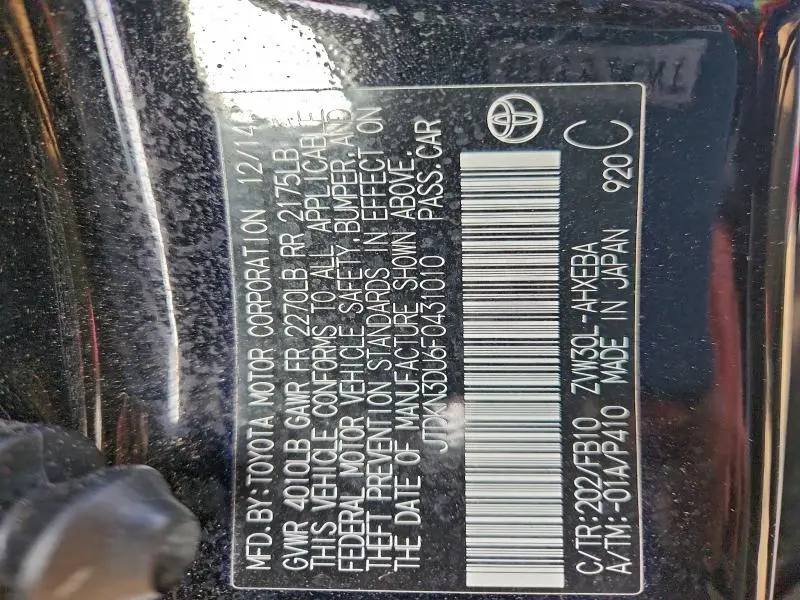 MFD.BY:TOYOTA MOTOR CORPORATION 12/14
GVWR 4010LB GAWR FR 2270LB RR 2175LB
THIS VEHICLE CONFORMS TO ALL APPLICABLE
FEDERAL MOTOR VEHICLE SAFETY,BUMPER,AND
THEFT PREVENTION STANDARDS IN EFFECT ON
THE DATE OF MANUFACTURE SHOWN ABOVE.
JTDKN3DU6F0431010 PASS.CAR
C/TR:202/FB10 ZVW30L-AHXEBA C
A/TM:-01A/P410 MADE IN JAPAN 920